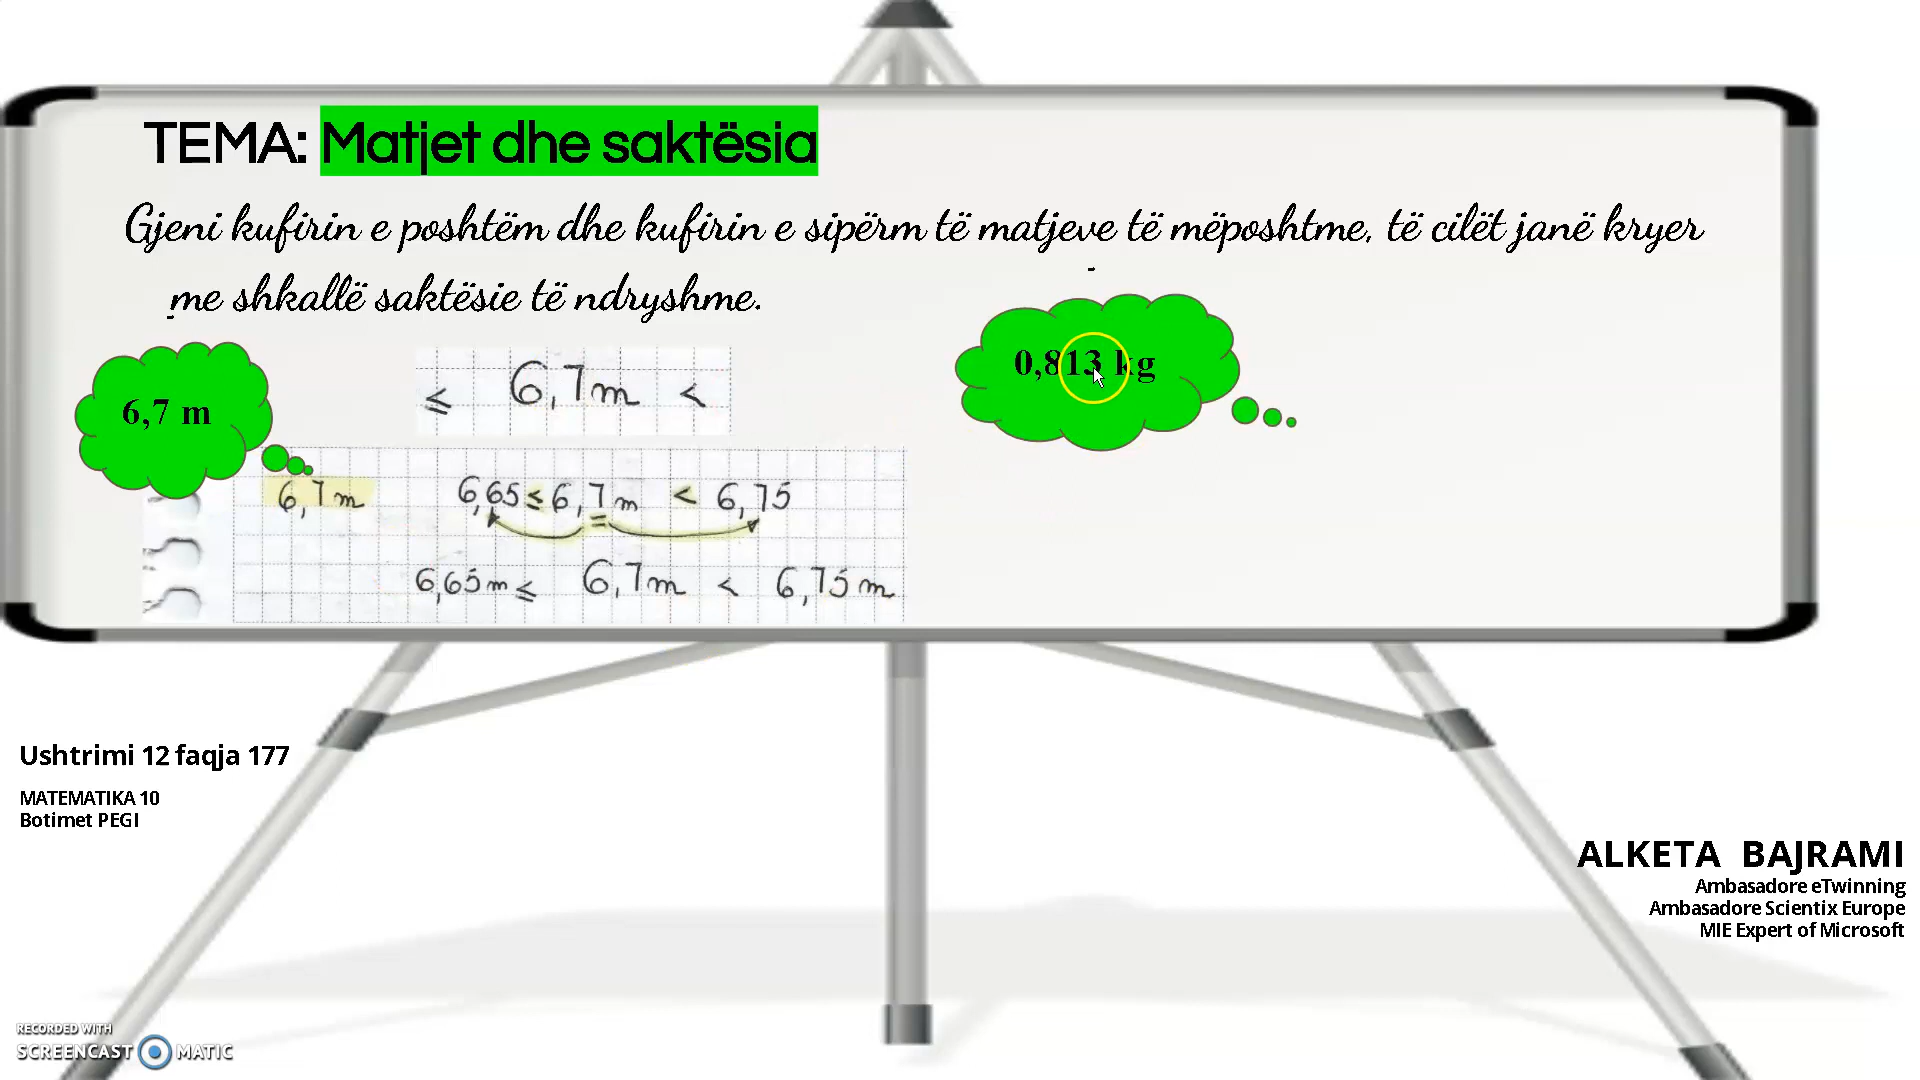 TEMA: Matjet dhe saktësia
Gjeni kufirin e poshtëm dhe kufirin e sipërm të matjeve të mëposhtme, të cilët janë kryer
me shkallë saktësie të ndryshme.
6,7 m
≤ 6,7m <
0,813 kg
6,7m 6,65 ≤ 6,7m < 6,75
6,65m ≤ 6,7m < 6,75m
Ushtrimi 12 faqja 177
MATEMATIKA 10
Botimet PEGI
ALKETA BAJRAMI
Ambasadore eTwinning
Ambasadore Scientix Europe
MIE Expert of Microsoft
RECORDED WITH
SCREENCAST MATIC